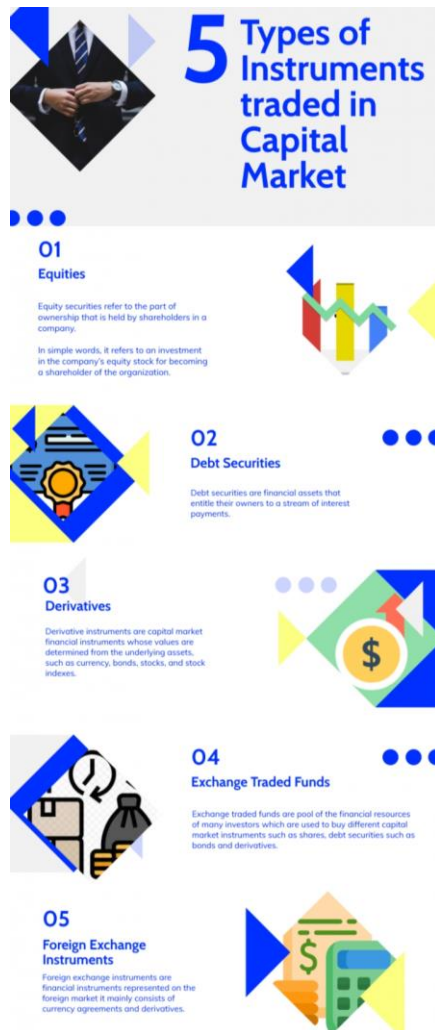 5 Types of
Instruments
traded in
Capital
Market
01
Equities
Equity securities refer to the part of
ownership that is held by shareholders in a
company.
In simple words, it refers to an investment
in the company's equity stock for becoming
a shareholder of the organization.
02
Debt Securities
Debt securities are financial assets that
entitle their owners to a stream of interest
payments.
03
Derivatives
Derivative instruments are capital market
financial instruments whose values are
determined from the underlying assets,
such as currency, bonds, stocks, and stock
indexes.
$
04
Exchange Traded Funds
Exchange traded funds are pool of the financial resources
of many investors which are used to buy different capital
market instruments such as shares, debt securities such as
bonds and derivatives.
05
Foreign Exchange
Instruments
Foreign exchange instruments are
financial instruments represented on the
foreign market it mainly consists of
currency agreements and derivatives.
$